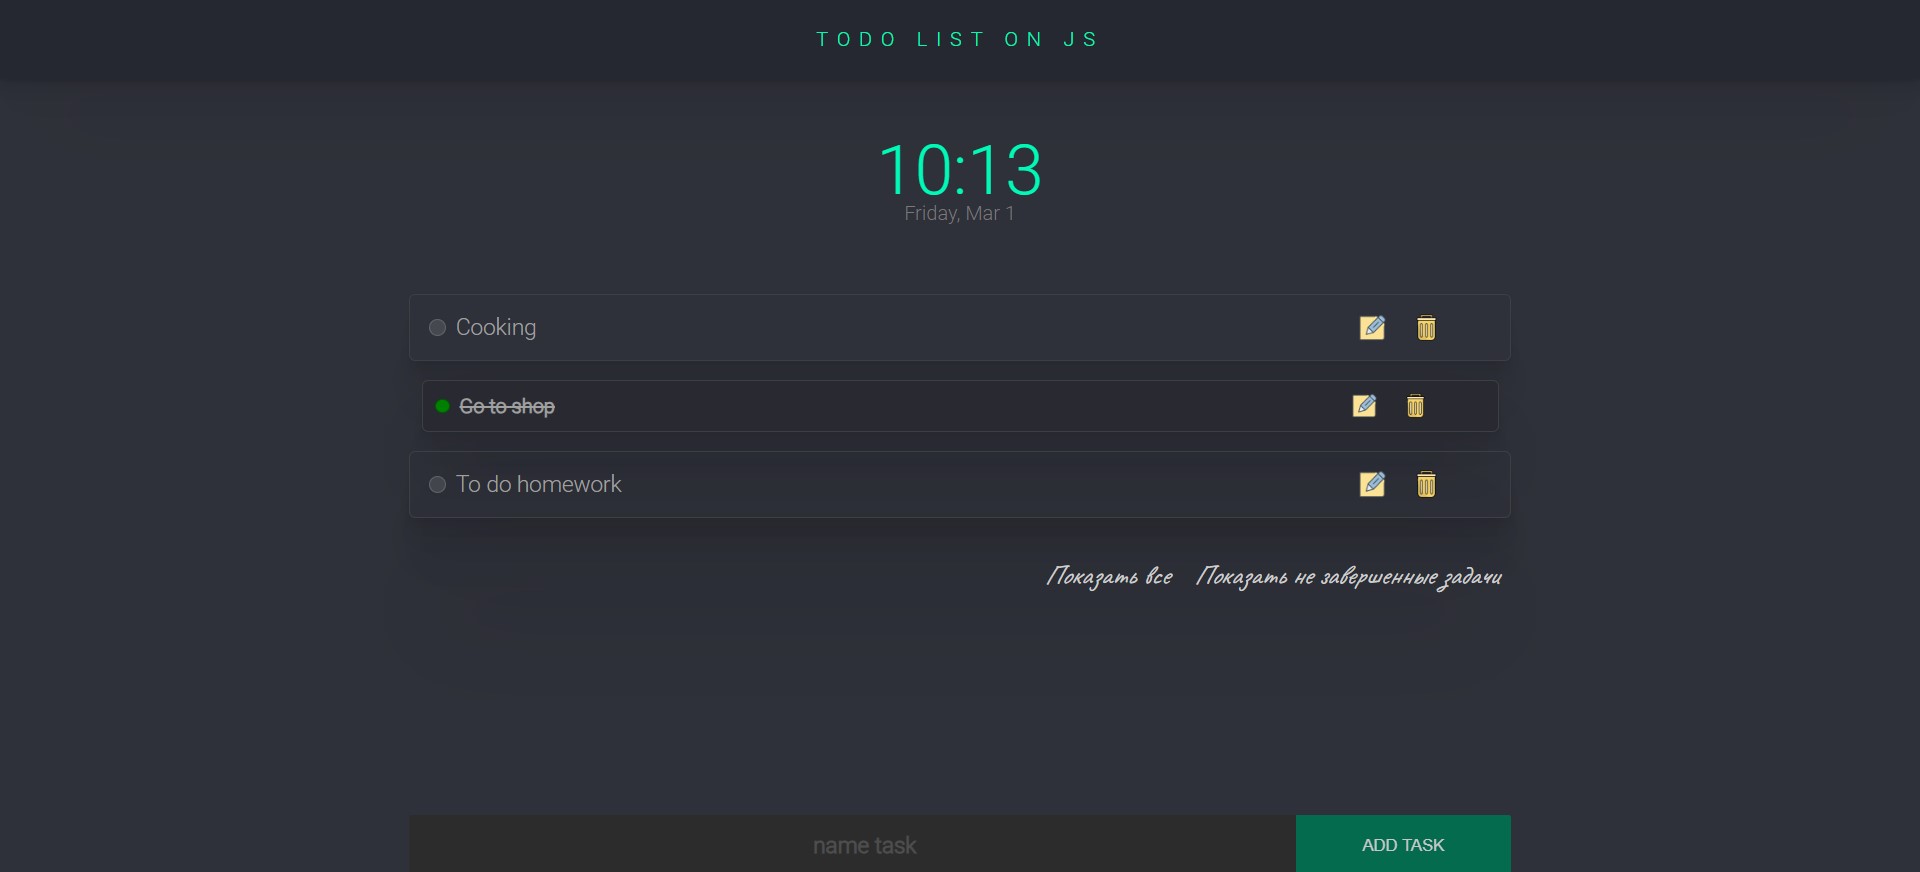 TODO LIST ON JS
10:13
Friday, Mar 1
Cooking
Go to shop
To do homework
Показать все Показать не завершенные задачи
name task ADD TASK